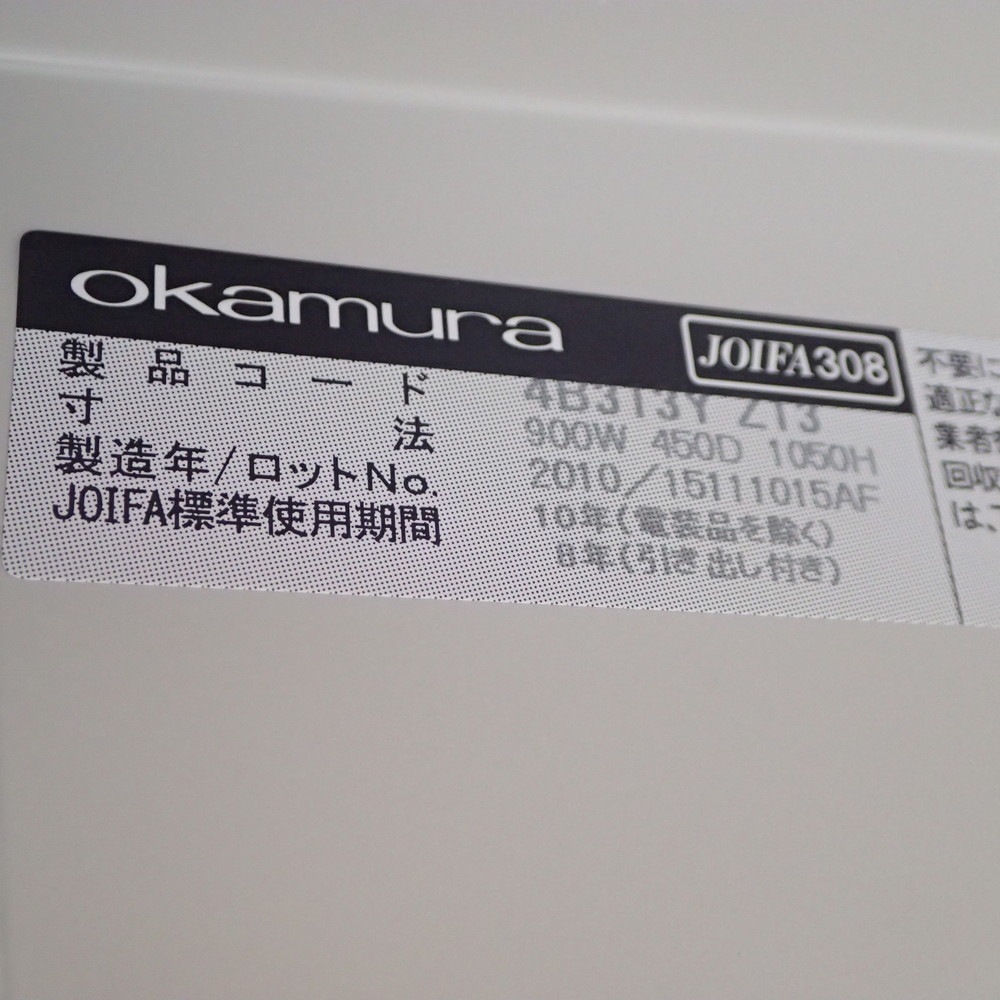 okamura
JOIFA308
製品コード 4B313Y Z13
寸法 900W 450D 1050H
製造年/ロットNo. 2010/15111015AF
JOIFA標準使用期間 10年(電装品を除く)
8年(引き出し付き)
不要に
適正な
業者
回収
は、